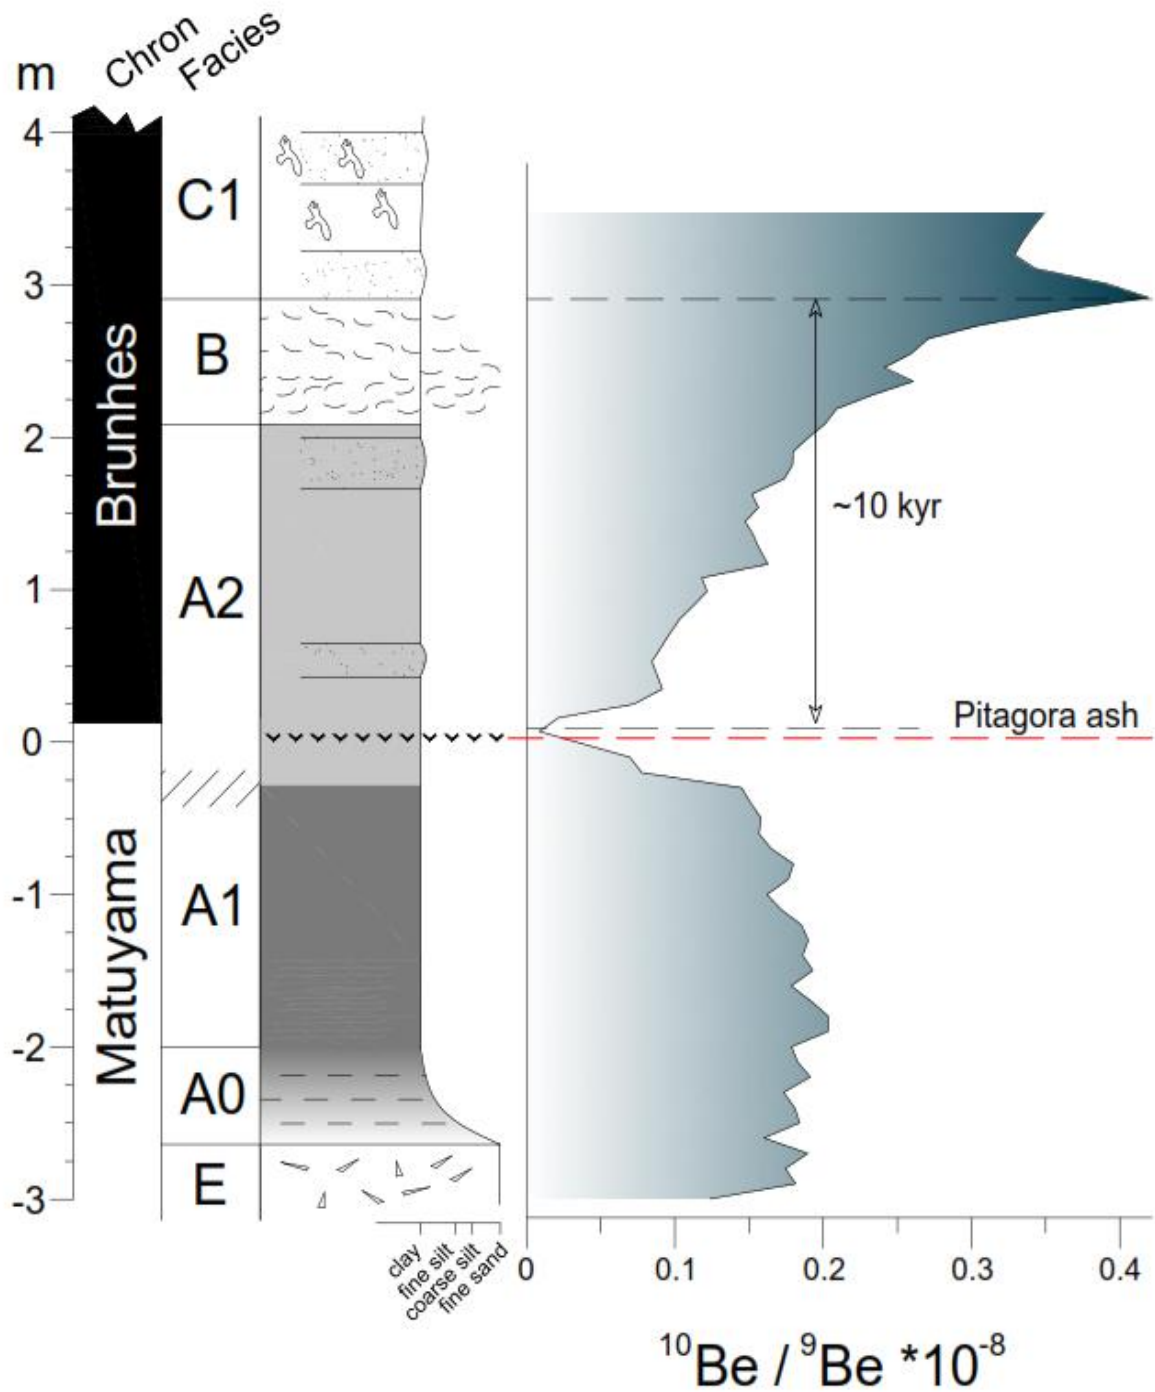 m
Chron
Facies
4
3
2
1
0
-1
-2
-3
Brunhes
Matuyama
C1
B
A2
A1
A0
E
~10 kyr
Pitagora ash
clay
fine silt
coarse silt
fine sand
0 0.1 0.2 0.3 0.4
¹⁰Be / ⁹Be *10⁻⁸